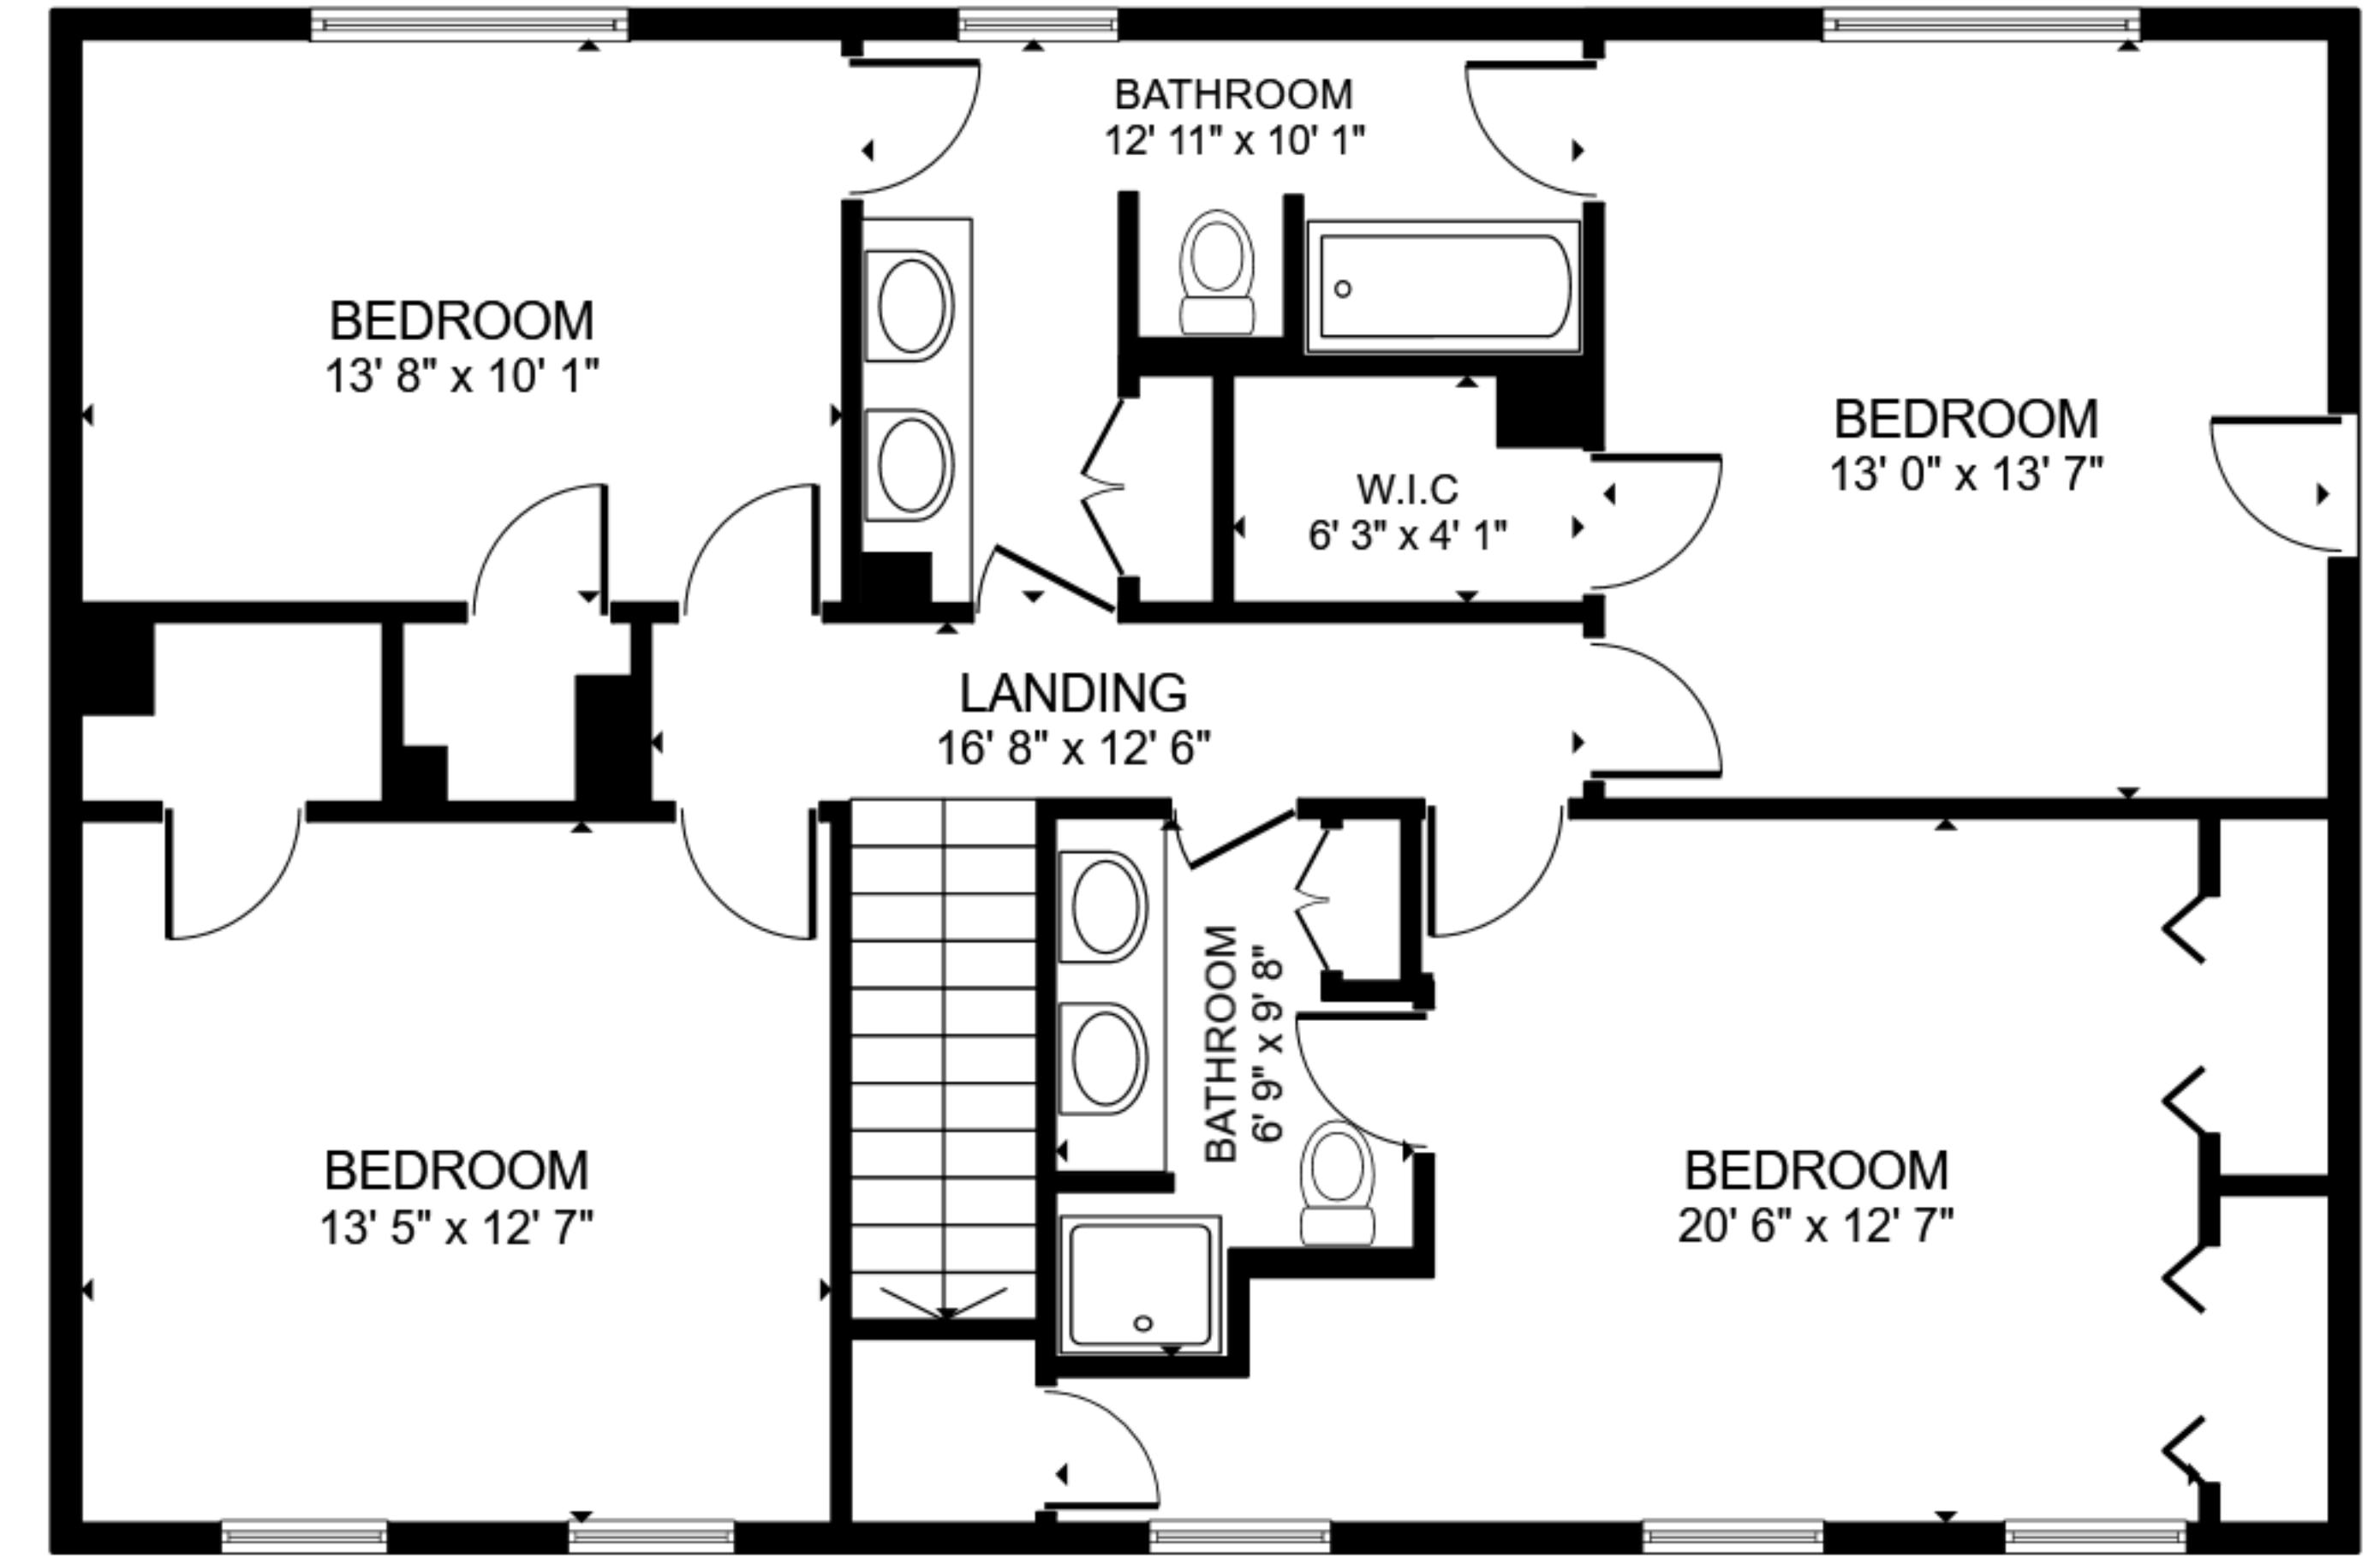 BATHROOM
12' 11" x 10' 1"
BEDROOM
13' 8" x 10' 1"
BEDROOM
13' 0" x 13' 7"
W.I.C
6' 3" x 4' 1"
LANDING
16' 8" x 12' 6"
BATHROOM
6' 9" x 9' 8"
BEDROOM
13' 5" x 12' 7"
BEDROOM
20' 6" x 12' 7"